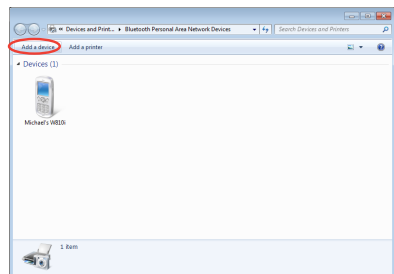 « Devices and Print... ▸ Bluetooth Personal Area Network Devices Search Devices and Printers
Add a device Add a printer
Devices (1)
Michael's W810i
1 item